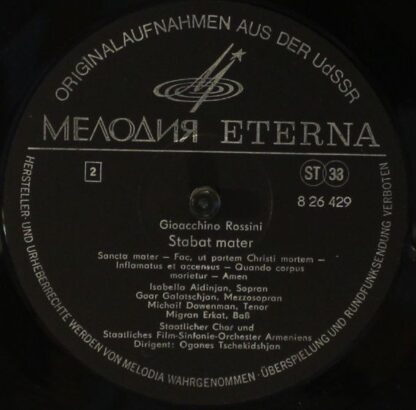 ORIGINALAUFNAHMEN AUS DER UdSSR
МЕЛОДИЯ ETERNA
2
ST 33
8 26 429
Gioacchino Rossini
Stabat mater
Sancta mater – Fac, ut portem Christi mortem –
Inflamatus et accensus – Quando corpus
morietur – Amen
Isabella Aidinjan, Sopran
Goar Galatschjan, Mezzosopran
Michail Dowenman, Tenor
Migran Erkat, Baß
Staatlicher Chor und
Staatliches Film-Sinfonie-Orchester Armeniens
Dirigent: Oganes Tschekidshjan
HERSTELLER- UND URHEBERRECHTE WERDEN VON MELODIA WAHRGENOMMEN · ÜBERSPIELUNG UND RUNDFUNKSENDUNG VERBOTEN